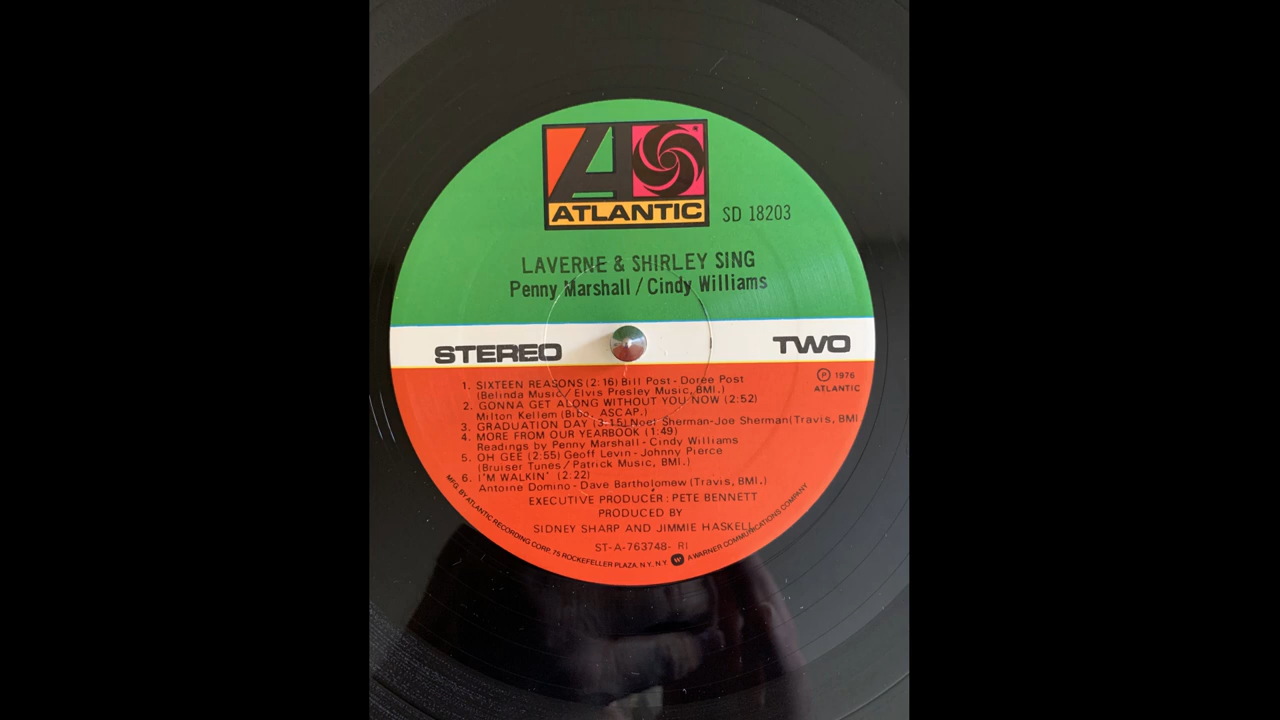 ATLANTIC
SD 18203
LAVERNE & SHIRLEY SING
Penny Marshall / Cindy Williams
STEREO
TWO
Ⓟ 1976
ATLANTIC
1. SIXTEEN REASONS (2:16) Bill Post - Doree Post
(Belinda Music/ Elvis Presley Music, BMI.)
2. GONNA GET ALONG WITHOUT YOU NOW (2:52)
Milton Kellem (Bibo, ASCAP.)
3. GRADUATION DAY (3:15) Noel Sherman-Joe Sherman (Travis, BMI
4. MORE FROM OUR YEARBOOK (1:49)
Readings by Penny Marshall - Cindy Williams
5. OH GEE (2:55) Geoff Levin - Johnny Pierce
(Bruiser Tunes / Patrick Music, BMI.)
6. I'M WALKIN' (2:22)
Antoine Domino - Dave Bartholomew (Travis, BMI.)
EXECUTIVE PRODUCER : PETE BENNETT
PRODUCED BY
SIDNEY SHARP AND JIMMIE HASKELL
ST-A-763748- RI
MFG. BY ATLANTIC RECORDING CORP. 75 ROCKEFELLER PLAZA, N.Y. N.Y. W A WARNER COMMUNICATIONS COMPANY